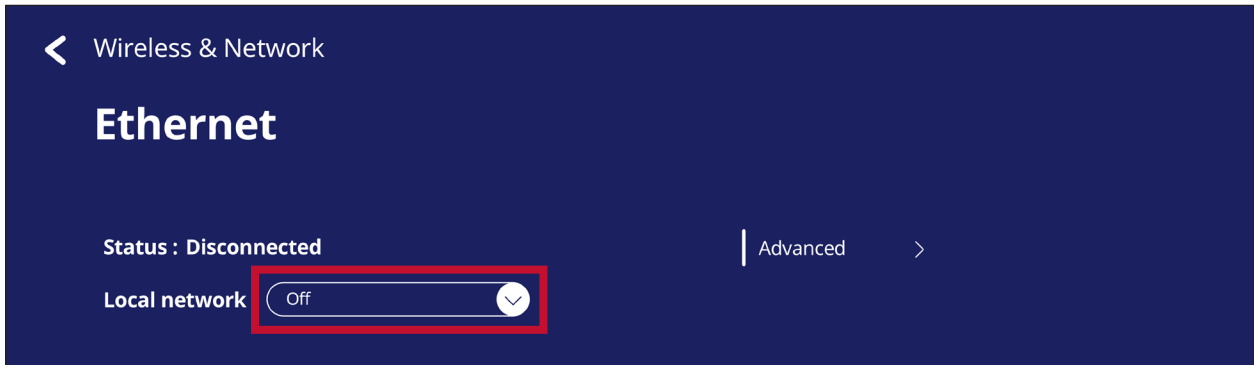 Wireless & Network
Ethernet
Status : Disconnected
Advanced
Local network Off